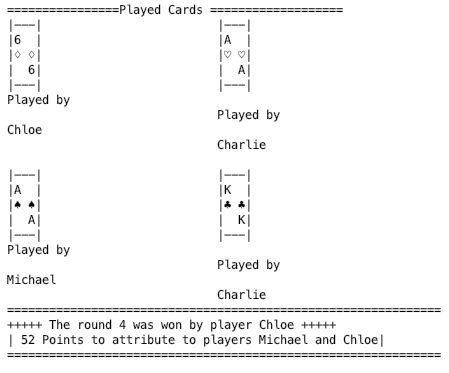 ================Played Cards ===================
|‾‾‾| |‾‾‾|
|6  | |A  |
|♢ ♢| |♡ ♡|
|  6| |  A|
|———| |———|
Played by
Played by
Chloe
Charlie
|———| |———|
|A  | |K  |
|♠ ♠| |♣ ♣|
|  A| |  K|
|———| |———|
Played by
Played by
Michael
Charlie
==============================================================
+++++ The round 4 was won by player Chloe +++++
| 52 Points to attribute to players Michael and Chloe|
==============================================================